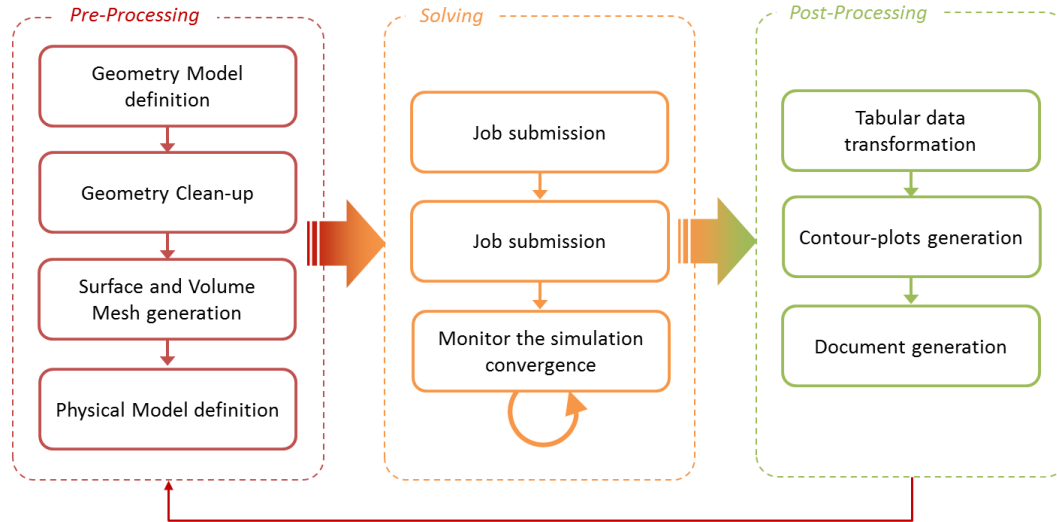 Pre-Processing
Geometry Model
definition
Geometry Clean-up
Surface and Volume
Mesh generation
Physical Model definition
Solving
Job submission
Job submission
Monitor the simulation
convergence
Post-Processing
Tabular data
transformation
Contour-plots generation
Document generation